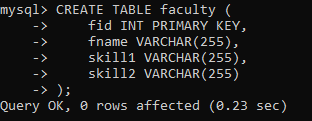 mysql> CREATE TABLE faculty (
    ->     fid INT PRIMARY KEY,
    ->     fname VARCHAR(255),
    ->     skill1 VARCHAR(255),
    ->     skill2 VARCHAR(255)
    -> );
Query OK, 0 rows affected (0.23 sec)